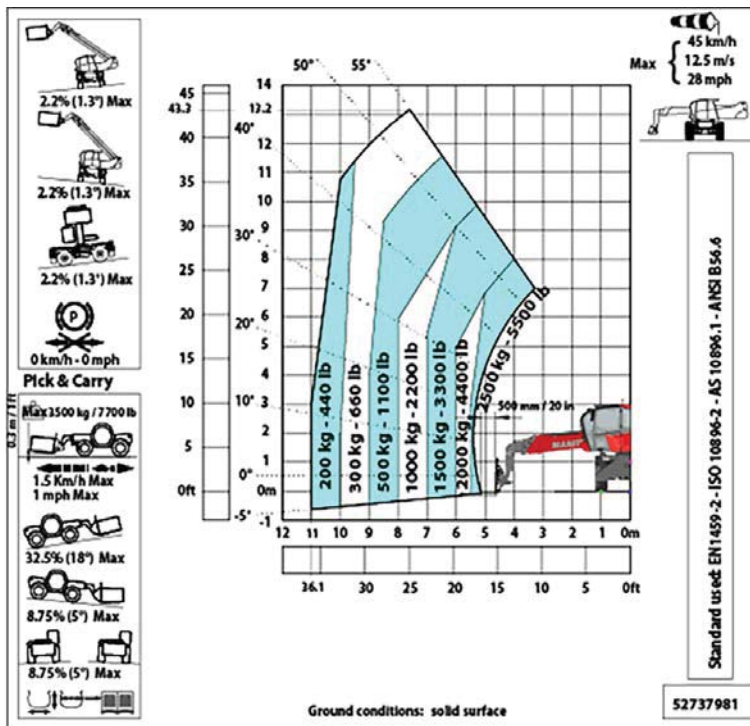 2.2% (1.3°) Max
2.2% (1.3°) Max
2.2% (1.3°) Max
P
0 km/h - 0 mph
Pick & Carry
0.3 m / 1ft
Max 3500 kg / 7700 lb
1.5 Km/h Max
1 mph Max
32.5% (18°) Max
8.75% (5°) Max
8.75% (5°) Max
45
43.3
40
35
30
25
20
15
10
5
0ft
14
13.2
12
11
10
9
8
7
6
5
4
3
2
1
0m
-1
55°
50°
40°
30°
20°
10°
0°
-5°
200 kg - 440 lb
300 kg - 660 lb
500 kg - 1100 lb
1000 kg - 2200 lb
1500 kg - 3300 lb
2000 kg - 4400 lb
2500 kg - 5500 lb
500 mm / 20 in
12 11 10 9 8 7 6 5 4 3 2 1 0m
36.1 30 25 20 15 10 5 0ft
Max
45 km/h
12.5 m/s
28 mph
Standard used: EN1459-2 - ISO 10896-2 - AS 10896.1 - ANSI B56.6
Ground conditions: solid surface
52737981